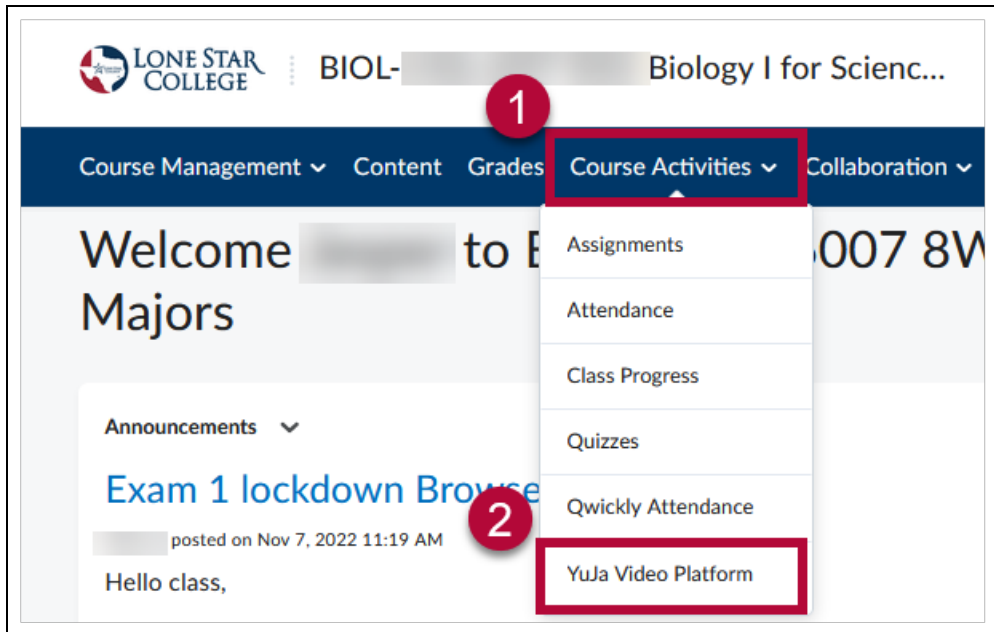 LONE STAR
COLLEGE
BIOL- Biology I for Scienc...
1
Course Management Content Grades Course Activities Collaboration
Welcome to 6007 8W
Majors
Assignments
Attendance
Class Progress
Quizzes
Qwickly Attendance
YuJa Video Platform
2
Announcements
Exam 1 lockdown Browse
posted on Nov 7, 2022 11:19 AM
Hello class,